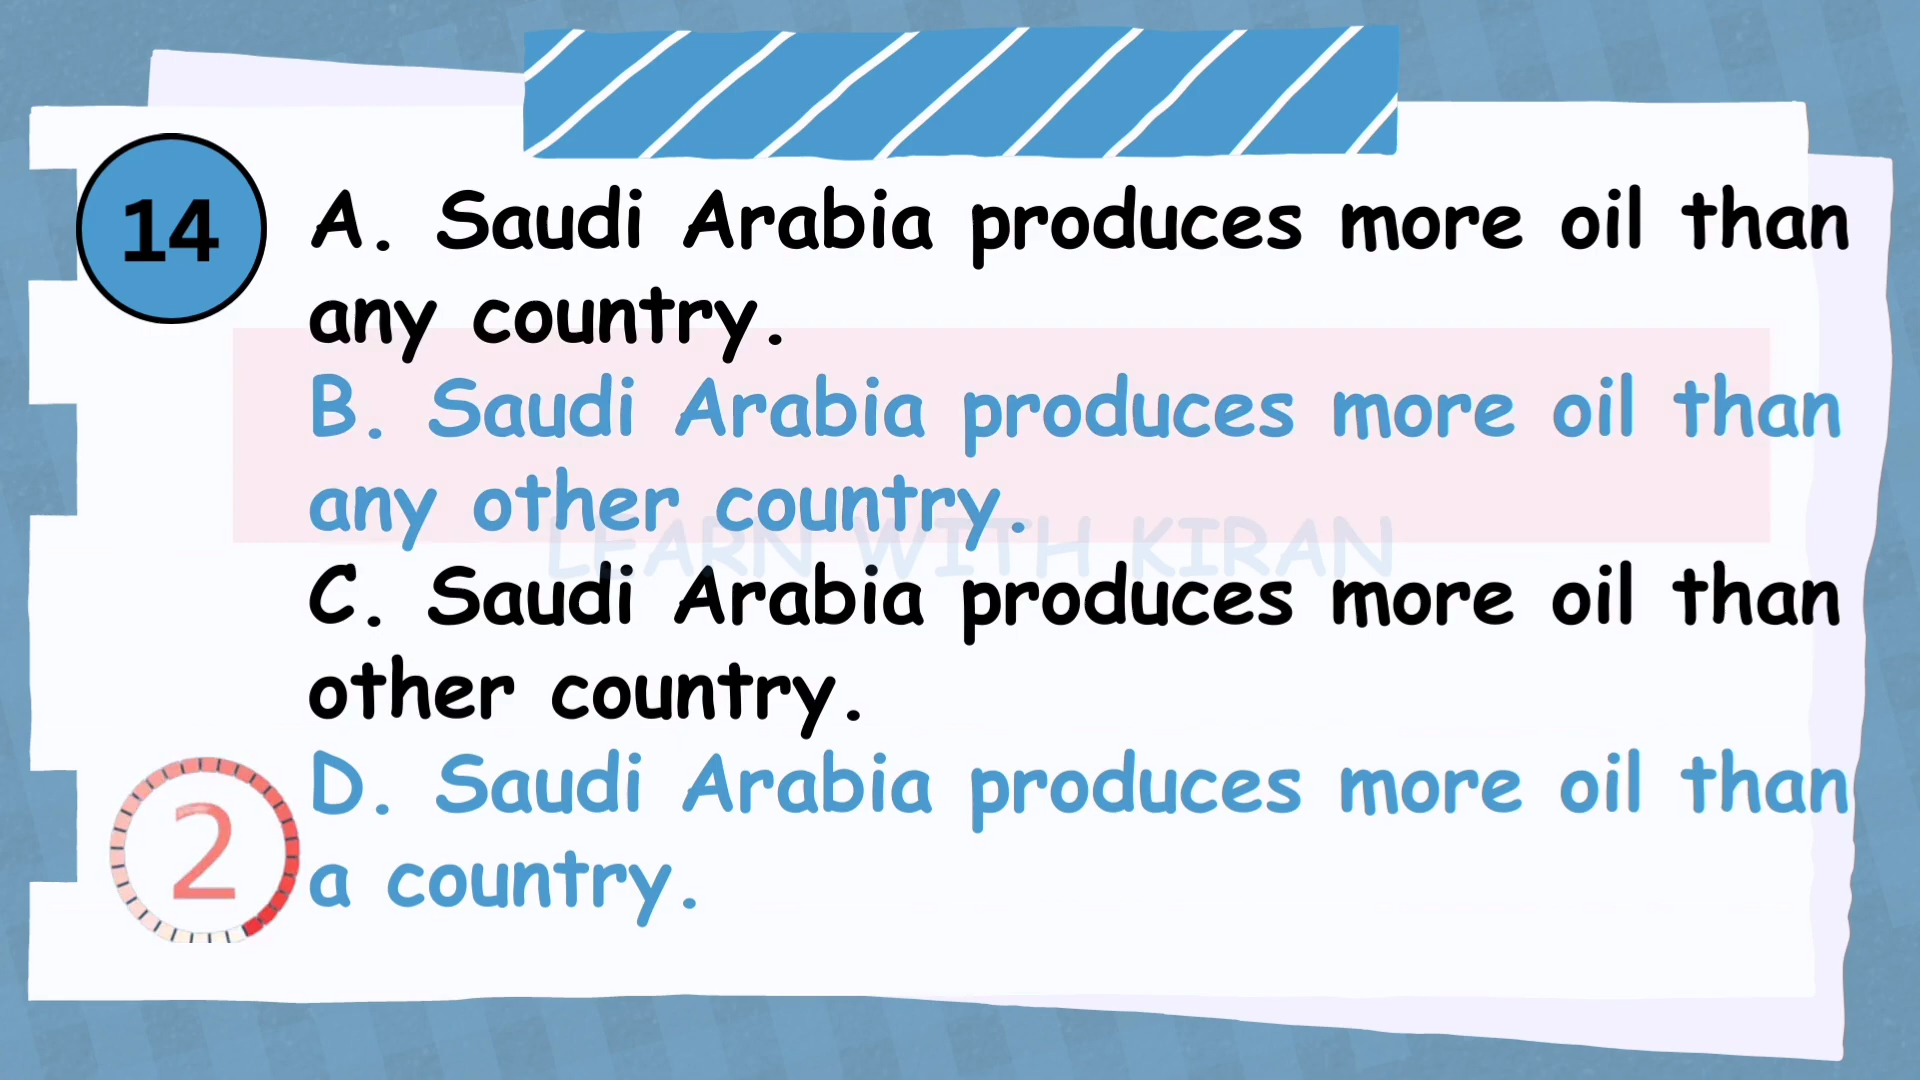 14
A. Saudi Arabia produces more oil than
any country.
B. Saudi Arabia produces more oil than
any other country.
LEARN WITH KIRAN
C. Saudi Arabia produces more oil than
other country.
D. Saudi Arabia produces more oil than
2
a country.